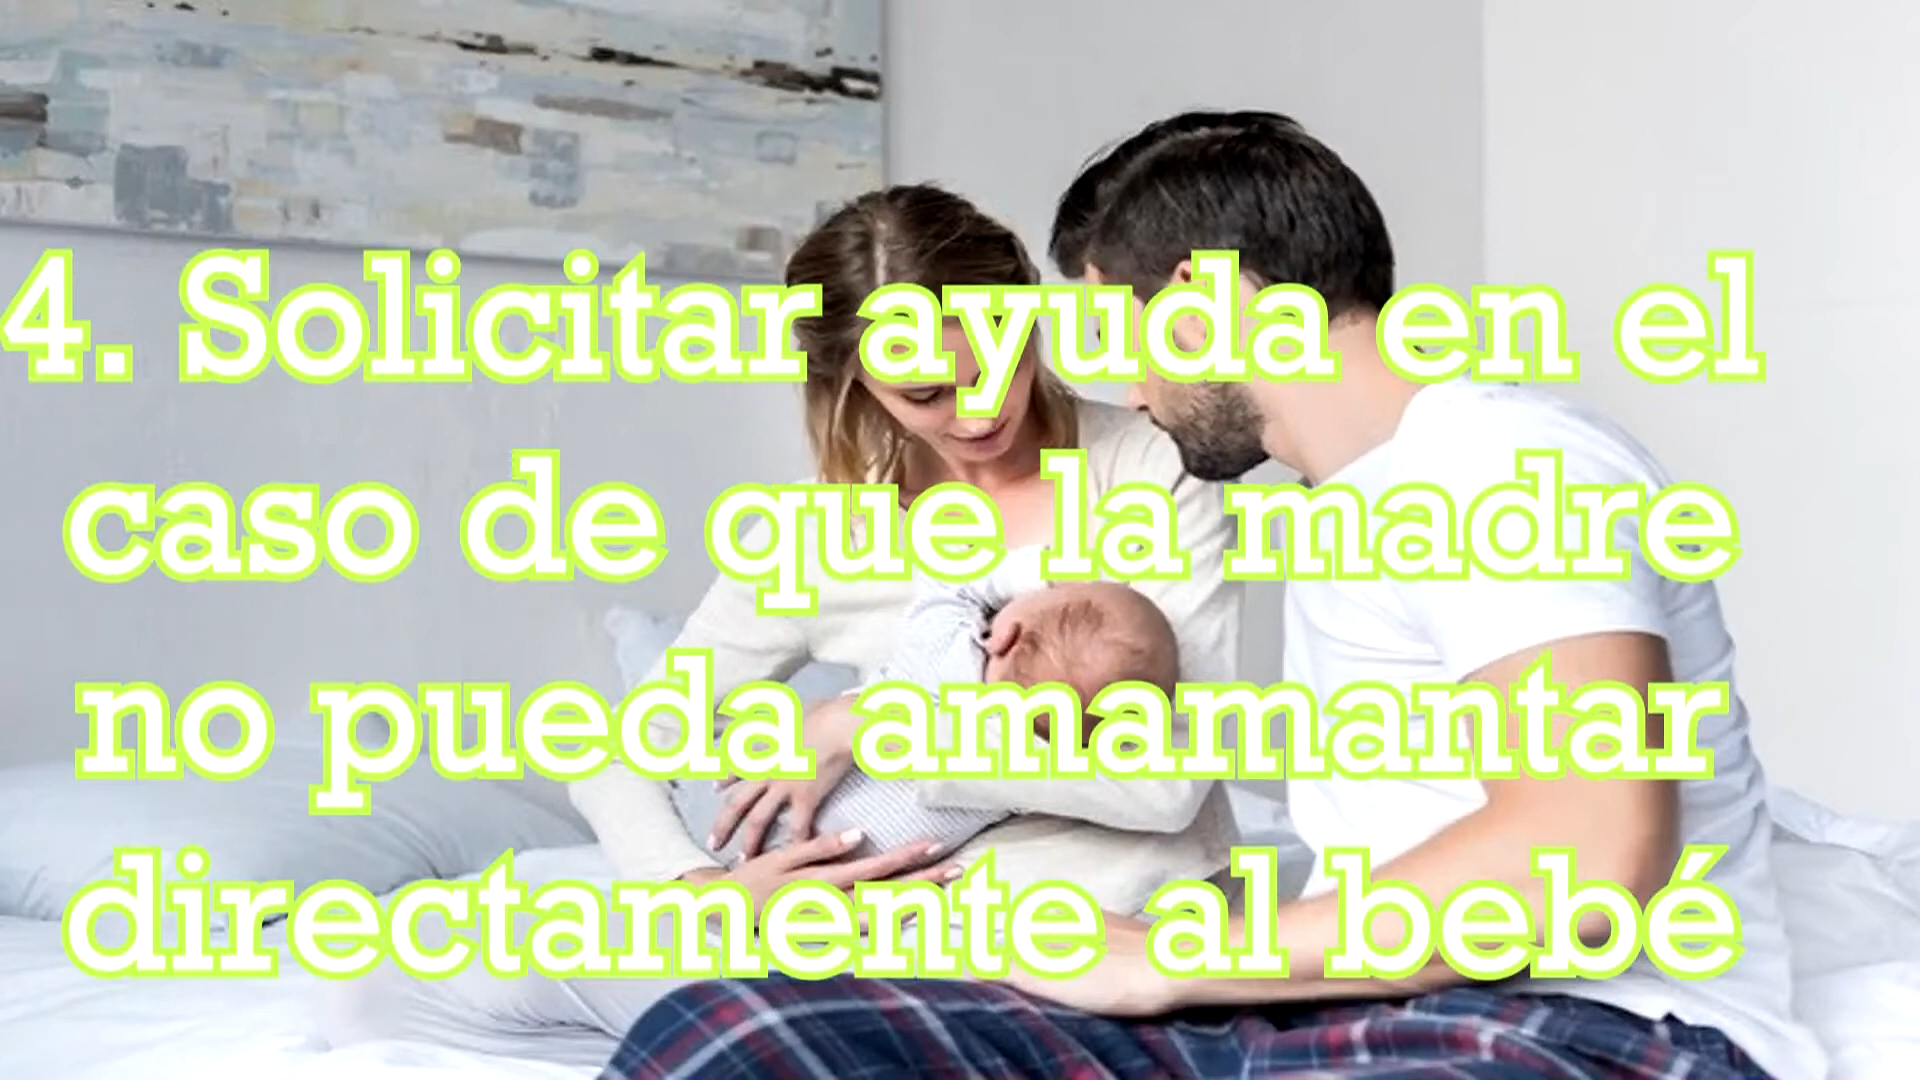 4. Solicitar ayuda en el
caso de que la madre
no pueda amamantar
directamente al bebé